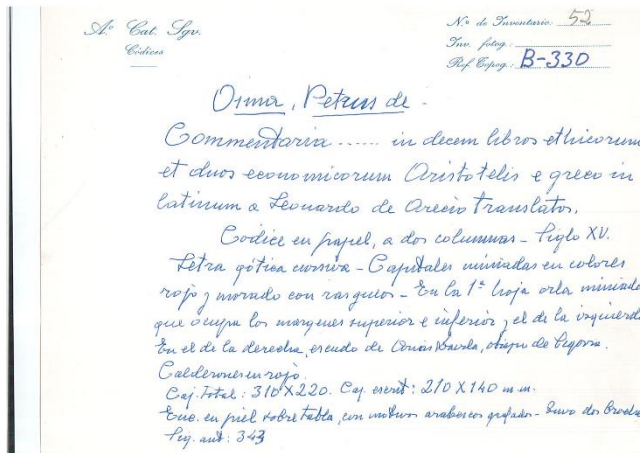 Aº Cat. Sgv.
Códices
N.º de Inventario: 52
Inv. fotog.:
Ref. Topog.: B-330
Osma, Petrus de -
Commentaria ...... in decem libros ethicorum
et duos economicorum Aristotelis e greco in
latinum a Leonardo de Arecio translatos.
Códice en papel, a dos columnas - Siglo XV.
Letra gótica cursiva - Capitales miniadas en colores
rojo y morado con rasgueos - En la 1ª hoja orla miniada
que ocupa los margenes superior e inferior y el de la izquierda
En el de la derecha, escudo de Arias Davila, obispo de Segovia.
Calderones en rojo.
Caj. Total: 310 X 220. Caj. escrit: 210 X 140 m.m.
Enc. en piel sobre tabla, con motivos arabescos - tuvo dos broches
Sig. ant: 343